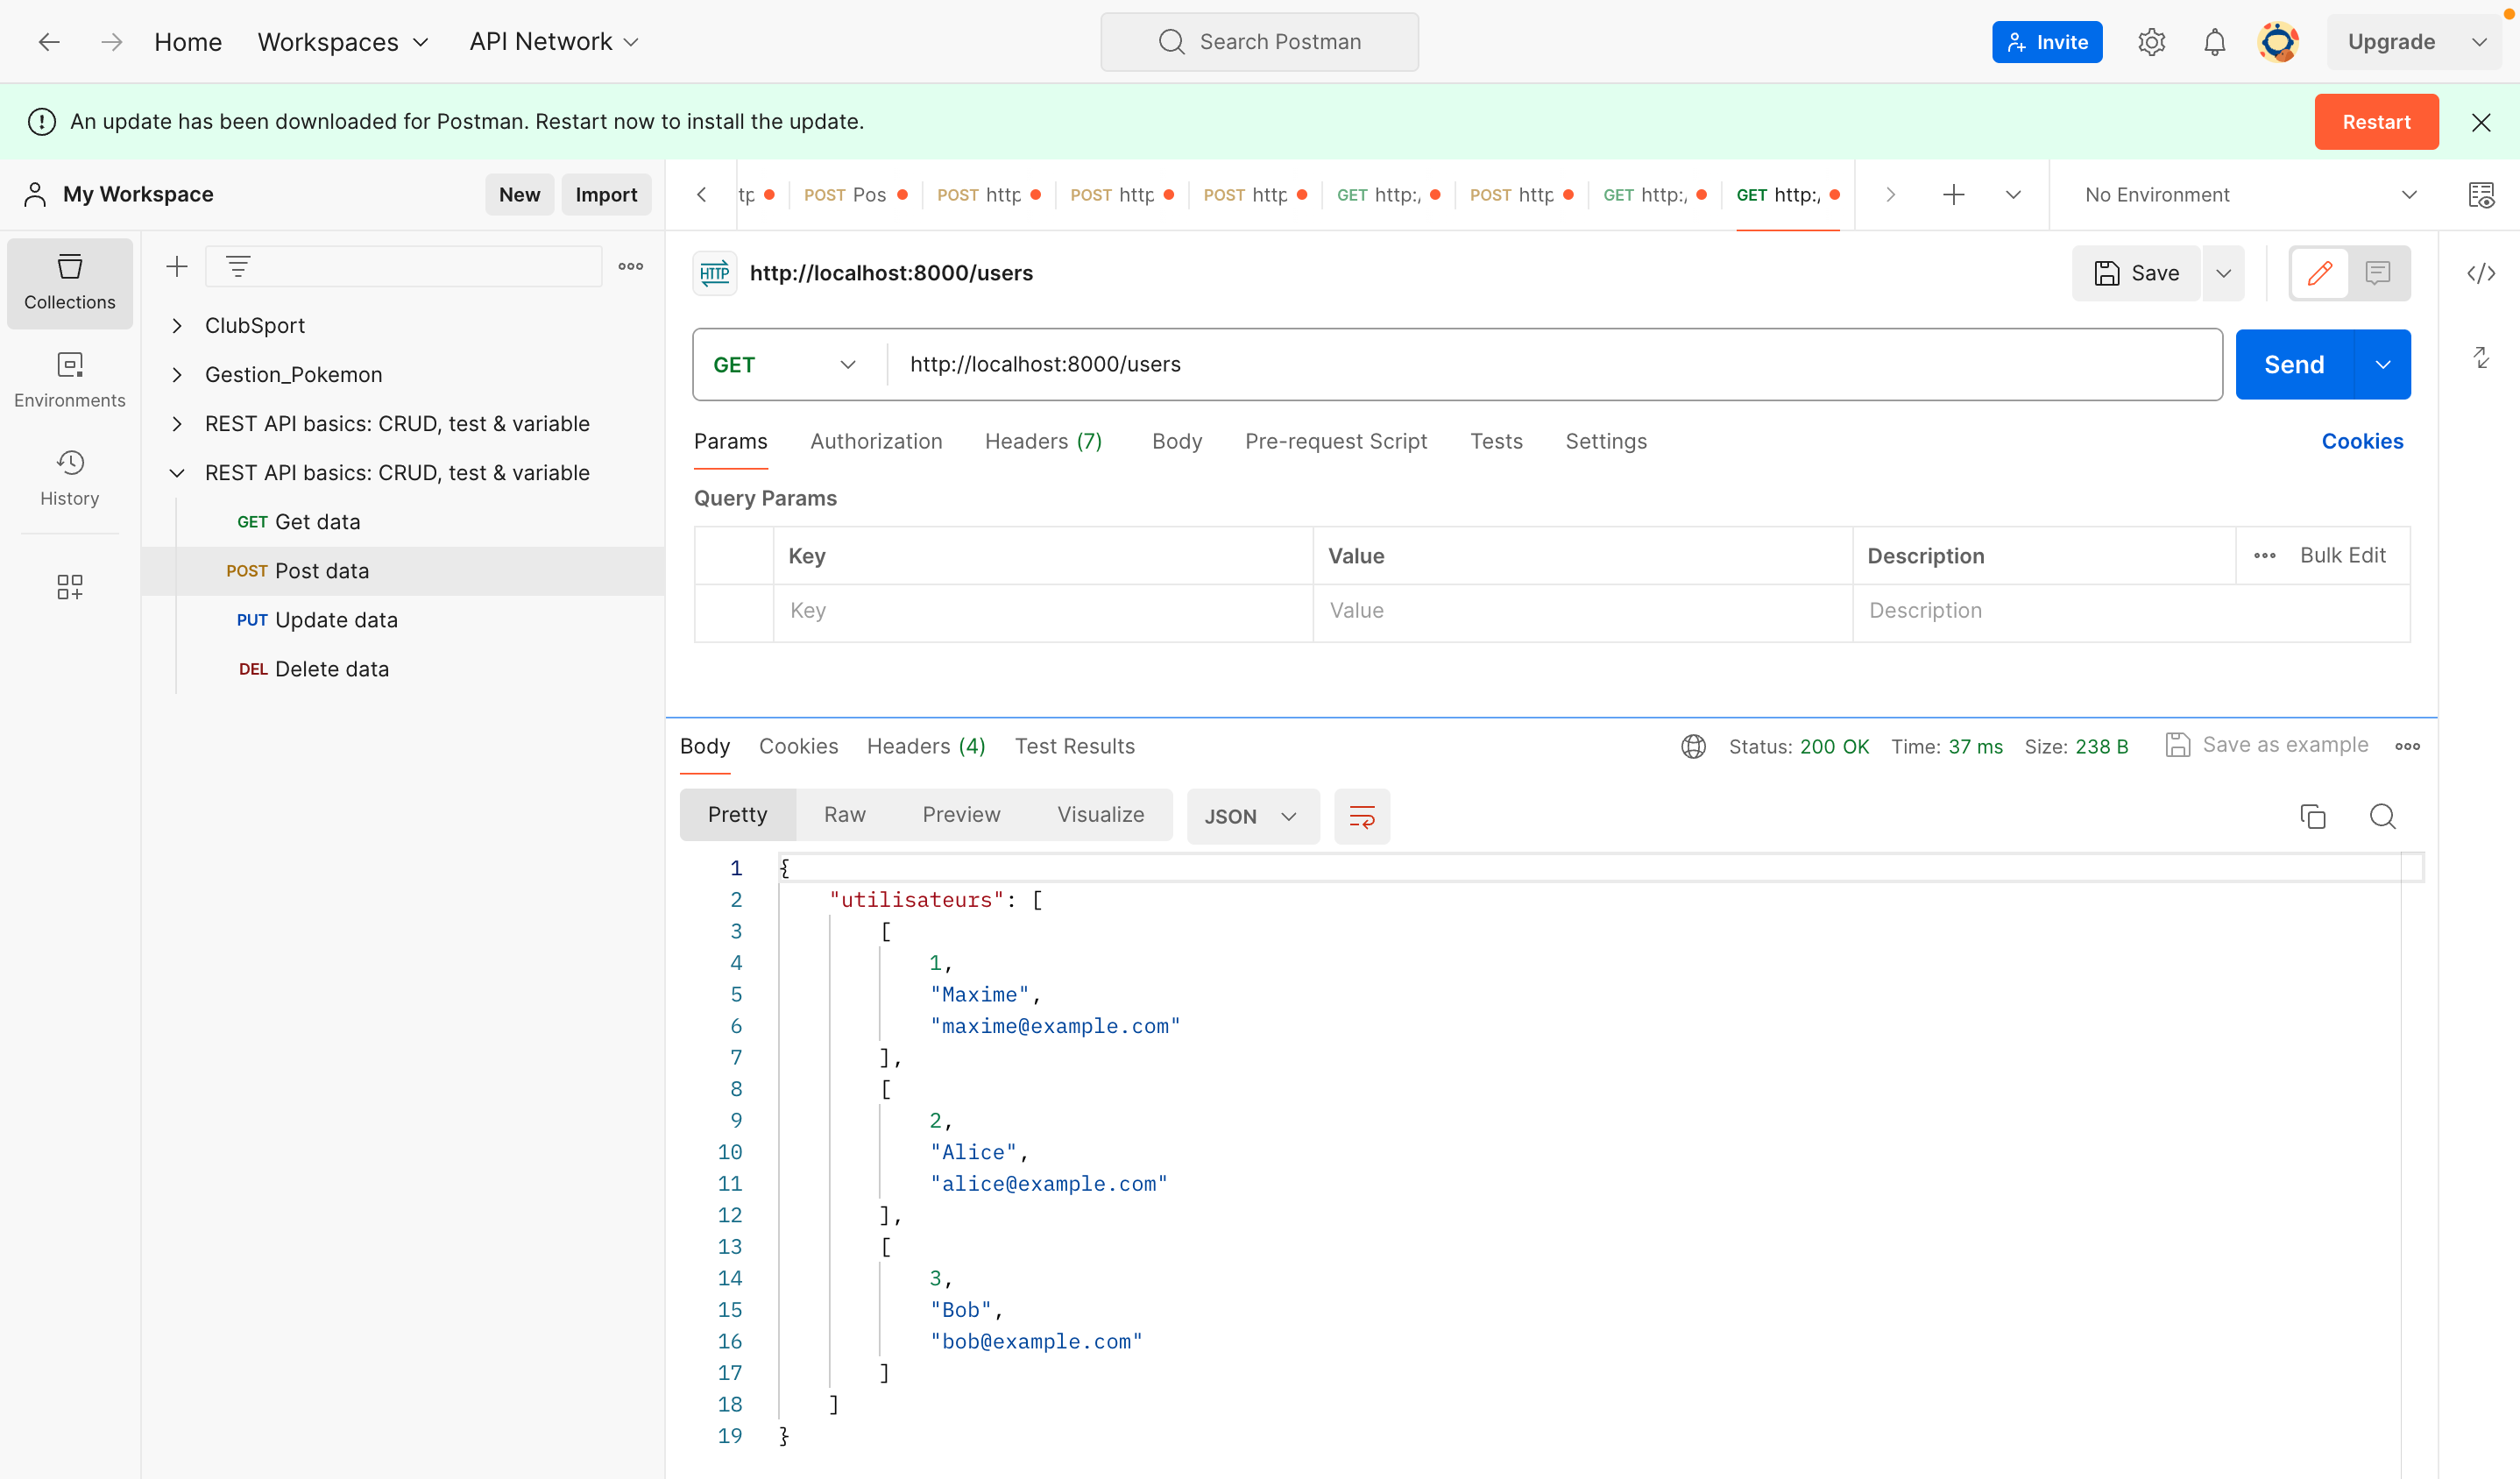 Home Workspaces API Network Search Postman Invite Upgrade
An update has been downloaded for Postman. Restart now to install the update. Restart
My Workspace New Import
tp POST Pos POST http POST http POST http GET http:/ POST http GET http:/ GET http:/ No Environment
Collections
Environments
History
ClubSport
Gestion_Pokemon
REST API basics: CRUD, test & variable
REST API basics: CRUD, test & variable
GET Get data
POST Post data
PUT Update data
DEL Delete data
HTTP http://localhost:8000/users Save
GET http://localhost:8000/users Send
Params Authorization Headers (7) Body Pre-request Script Tests Settings Cookies
Query Params
Key Value Description Bulk Edit
Key Value Description
Body Cookies Headers (4) Test Results Status: 200 OK Time: 37 ms Size: 238 B Save as example
Pretty Raw Preview Visualize JSON
1 {
2 "utilisateurs": [
3 [
4 1,
5 "Maxime",
6 "maxime@example.com"
7 ],
8 [
9 2,
10 "Alice",
11 "alice@example.com"
12 ],
13 [
14 3,
15 "Bob",
16 "bob@example.com"
17 ]
18 ]
19 }